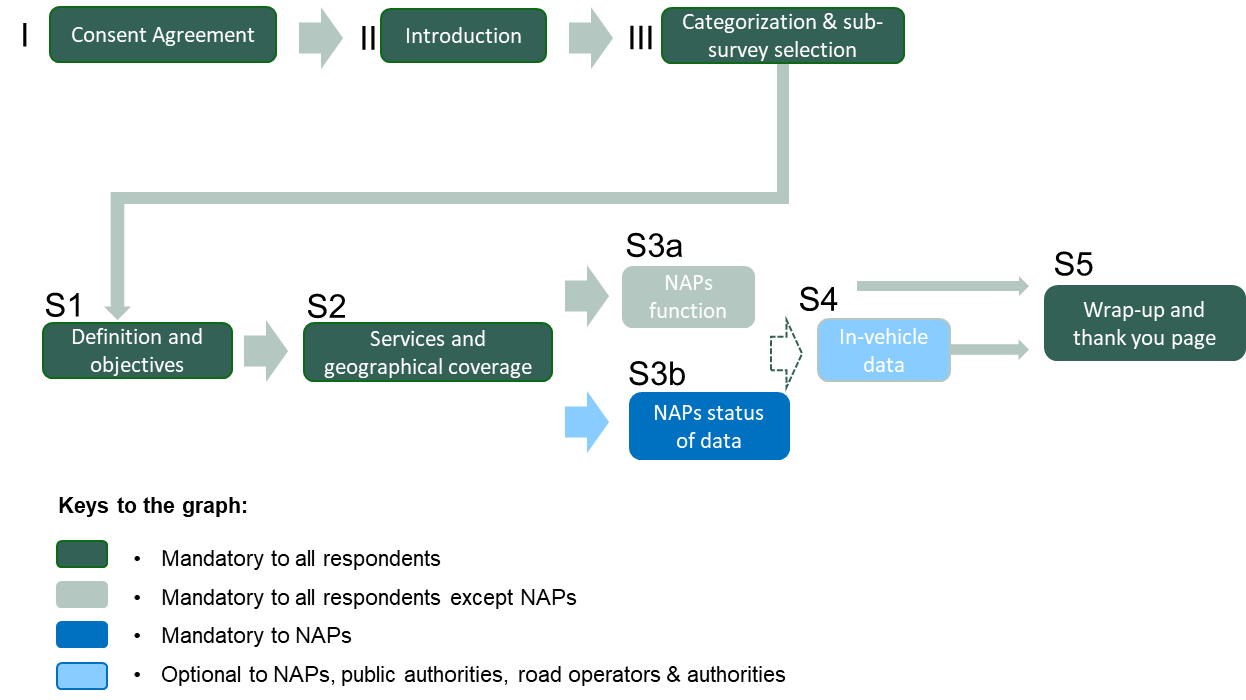 I
Consent Agreement
II
Introduction
III
Categorization & sub-
survey selection
S1
Definition and
objectives
S2
Services and
geographical coverage
S3a
NAPs
function
S3b
NAPs status
of data
S4
In-vehicle
data
S5
Wrap-up and
thank you page
Keys to the graph:
• Mandatory to all respondents
• Mandatory to all respondents except NAPs
• Mandatory to NAPs
• Optional to NAPs, public authorities, road operators & authorities